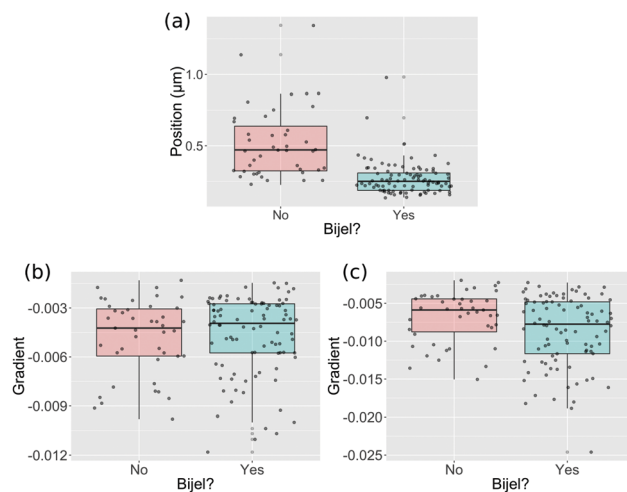 (a)
Position (μm)
1.0
0.5
No
Yes
Bijel?
(b)
Gradient
-0.003
-0.006
-0.009
-0.012
No
Yes
Bijel?
(c)
Gradient
-0.005
-0.010
-0.015
-0.020
-0.025
No
Yes
Bijel?